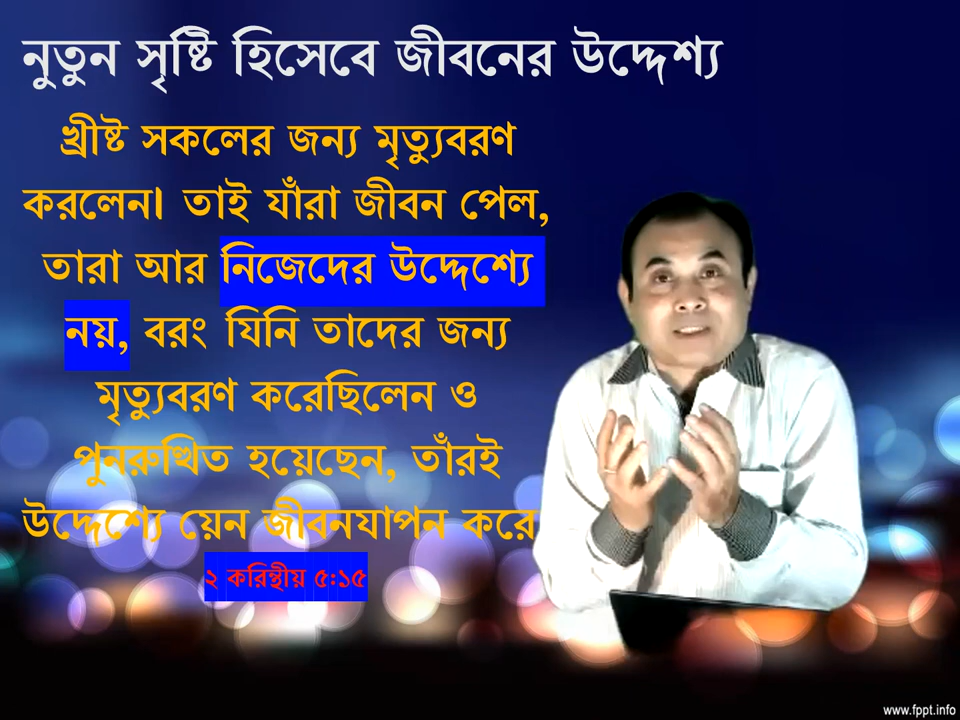 নুতুন সৃষ্টি হিসেবে জীবনের উদ্দেশ্য
খ্রীষ্ট সকলের জন্য মৃত্যুবরণ
করলেন। তাই যাঁরা জীবন পেল,
তারা আর নিজেদের উদ্দেশ্যে
নয়, বরং যিনি তাদের জন্য
মৃত্যুবরণ করেছিলেন ও
পুনরুত্থিত হয়েছেন, তাঁরই
উদ্দেশ্যে য়েন জীবনযাপন করে
২ করিন্থীয় ৫:১৫
www.fppt.info